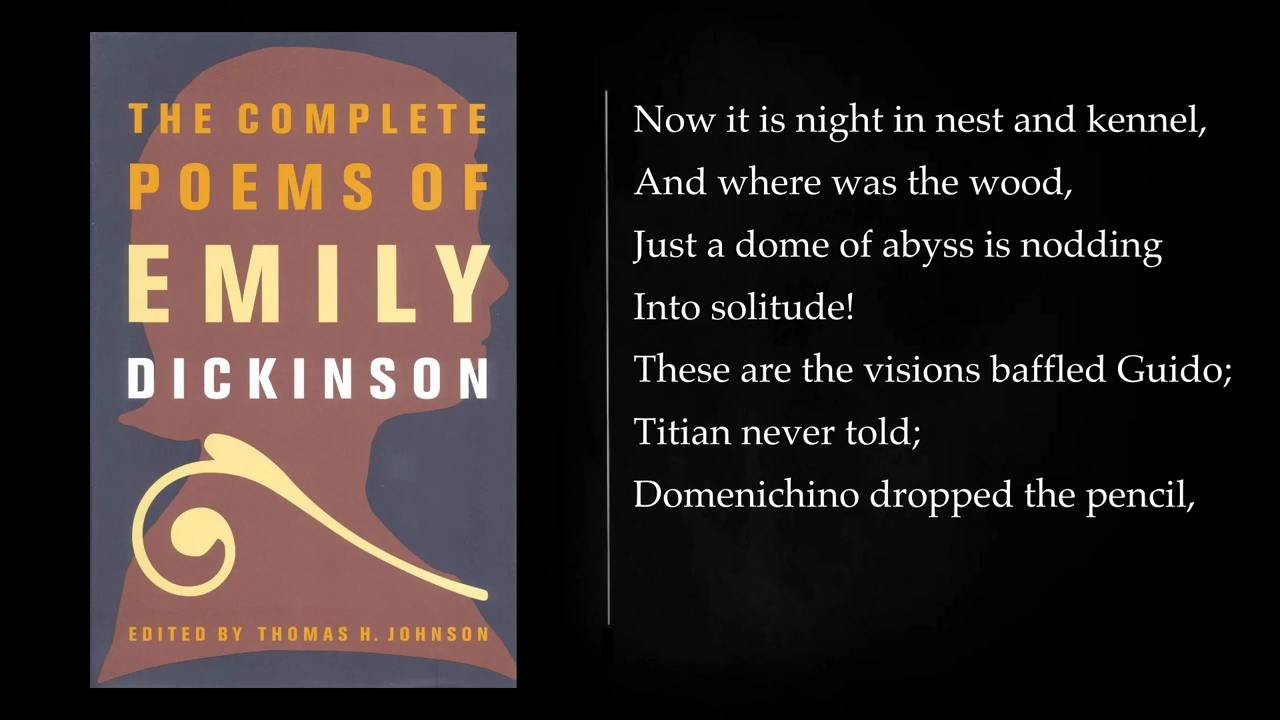 THE COMPLETE
POEMS OF
EMILY
DICKINSON
EDITED BY THOMAS H. JOHNSON
Now it is night in nest and kennel,
And where was the wood,
Just a dome of abyss is nodding
Into solitude!
These are the visions baffled Guido;
Titian never told;
Domenichino dropped the pencil,